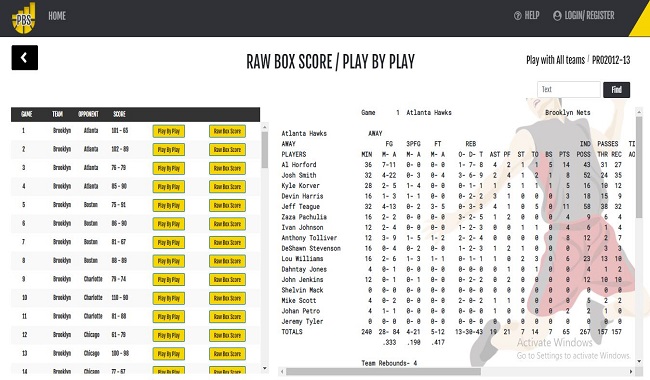 PBS HOME HELP LOGIN/ REGISTER
RAW BOX SCORE / PLAY BY PLAY
Play with All teams / PRO2012-13
Text Find
GAME TEAM OPPONENT SCORE
1 Brooklyn Atlanta 101 - 65 Play By Play Raw Box Score
2 Brooklyn Atlanta 102 - 89 Play By Play Raw Box Score
3 Brooklyn Atlanta 76 - 79 Play By Play Raw Box Score
4 Brooklyn Atlanta 85 - 90 Play By Play Raw Box Score
5 Brooklyn Boston 75 - 91 Play By Play Raw Box Score
6 Brooklyn Boston 86 - 90 Play By Play Raw Box Score
7 Brooklyn Boston 81 - 67 Play By Play Raw Box Score
8 Brooklyn Boston 88 - 89 Play By Play Raw Box Score
9 Brooklyn Charlotte 79 - 74 Play By Play Raw Box Score
10 Brooklyn Charlotte 110 - 90 Play By Play Raw Box Score
11 Brooklyn Charlotte 81 - 88 Play By Play Raw Box Score
12 Brooklyn Chicago 61 - 79 Play By Play Raw Box Score
13 Brooklyn Chicago 100 - 98 Play By Play Raw Box Score
14 Brooklyn Chicago 77 - 67 Play By Play Raw Box Score
Game 1 Atlanta Hawks Brooklyn Nets
Atlanta Hawks AWAY
AWAY FG 3PFG FT REB IND PASSES
PLAYERS MIN M- A M- A M- A O- D- T AST PF ST TO BS PTS POSS THR REC
Al Horford 36 7-11 0- 0 0- 0 1- 7- 8 4 2 1 1 5 14 43 31 27
Josh Smith 32 4-22 0- 3 0- 4 3- 6- 9 2 4 1 1 1 8 52 24 35
Kyle Korver 28 2- 5 1- 4 0- 0 0- 1- 1 1 5 1 1 1 5 16 10 12
Devin Harris 16 1- 3 1- 1 0- 0 0- 2- 2 3 1 0 0 0 3 18 15 9
Jeff Teague 32 4-13 0- 2 3- 5 0- 3- 3 4 1 0 5 0 11 58 38 32
Zaza Pachulia 16 2- 2 0- 0 0- 0 3- 2- 5 1 2 0 0 0 4 6 4
Ivan Johnson 12 2- 4 0- 0 0- 0 1- 2- 3 0 0 1 1 0 4 6 4
Anthony Tolliver 12 3- 9 1- 5 1- 2 2- 2- 4 0 0 0 0 0 8 12 2 7
DeShawn Stevenson 16 0- 4 0- 2 0- 0 1- 2- 3 1 2 1 0 0 0 7 3 3
Lou Williams 16 2- 6 1- 3 1- 1 0- 1- 1 1 0 2 3 0 6 23 13 10
Dahntay Jones 4 0- 1 0- 0 0- 0 0- 0- 0 0 1 0 1 0 0 4 1 2
John Jenkins 12 0- 1 0- 1 0- 0 0- 2- 2 2 0 0 0 0 0 12 10 10
Shelvin Mack 0 0- 0 0- 0 0- 0 0- 0- 0 0 0 0 0 0 0 0 0 0
Mike Scott 4 0- 2 0- 0 0- 0 2- 0- 2 1 1 0 0 0 0 5 2 2
Johan Petro 4 1- 1 0- 0 0- 0 0- 0- 0 0 1 0 0 0 2 2 0 1
Jeremy Tyler 0 0- 0 0- 0 0- 0 0- 0- 0 0 0 0 0 0 0 0 0 0
TOTALS 240 28- 84 4-21 5-12 13-30-43 19 21 7 14 7 65 267 157 157
.333 .190 .417
Team Rebounds- 4
Activate Windows
Go to Settings to activate Windows.